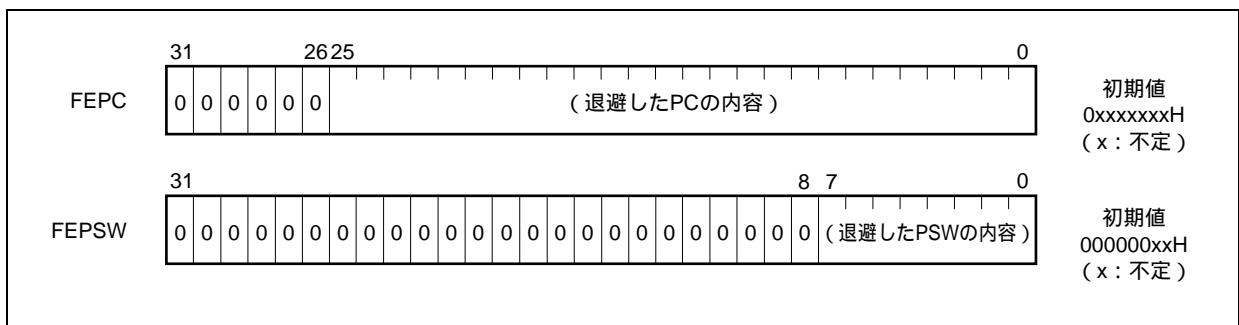 31 26 25 0
FEPC 0 0 0 0 0 0 (退避したPCの内容) 初期値
0xxxxxxxH
(x:不定)
31 8 7 0
FEPSW 0 0 0 0 0 0 0 0 0 0 0 0 0 0 0 0 0 0 0 0 0 0 0 0 (退避したPSWの内容) 初期値
000000xxH
(x:不定)